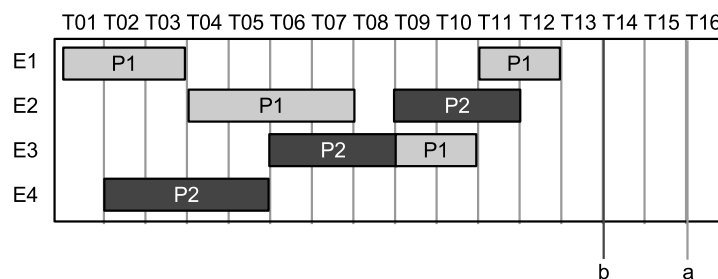 T01 T02 T03 T04 T05 T06 T07 T08 T09 T10 T11 T12 T13 T14 T15 T16
E1 P1 P1
E2 P1 P2
E3 P2 P1
E4 P2
b a